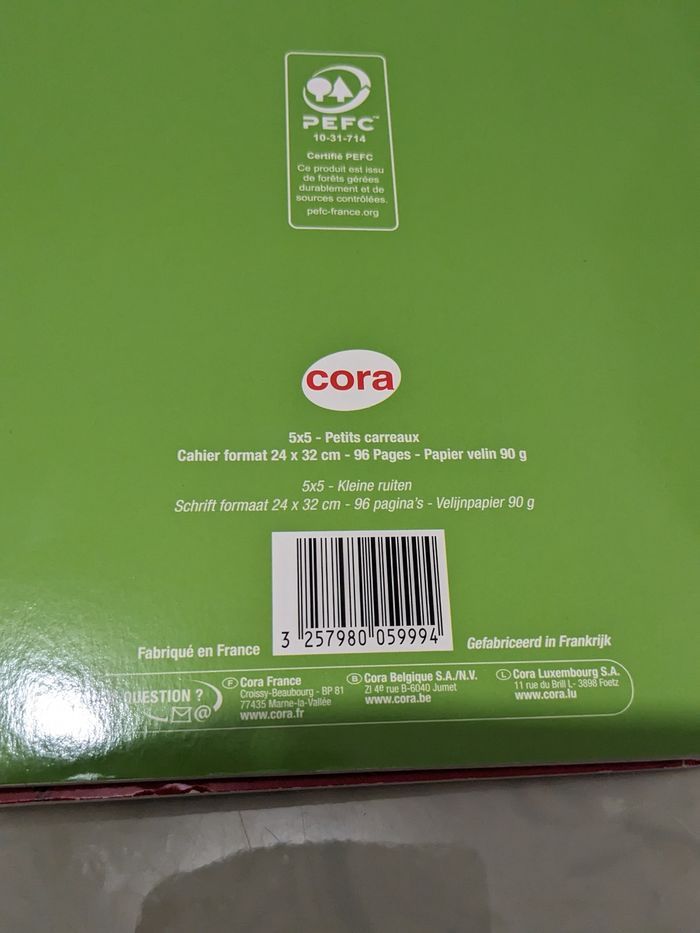 PEFC™
10-31-714
Certifié PEFC
Ce produit est issu
de forêts gérées
durablement et de
sources contrôlées.
pefc-france.org
cora
5x5 - Petits carreaux
Cahier format 24 x 32 cm - 96 Pages - Papier velin 90 g
5x5 - Kleine ruiten
Schrift formaat 24 x 32 cm - 96 pagina's - Velijnpapier 90 g
3 257980 059994
Fabriqué en France
Gefabriceerd in Frankrijk
QUESTION ?
@
F Cora France
Croissy-Beaubourg - BP 81
77435 Marne-la-Vallée
www.cora.fr
B Cora Belgique S.A./N.V.
ZI 4e rue B-6040 Jumet
www.cora.be
L Cora Luxembourg S.A.
11 rue du Brill L- 3898 Foetz
www.cora.lu